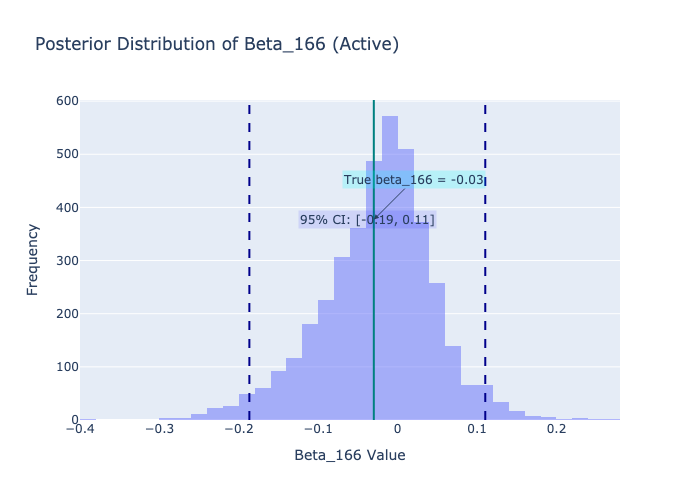 Posterior Distribution of Beta_166 (Active)
600
500
400
300
200
100
0
Frequency
True beta_166 = -0.03
95% CI: [-0.19, 0.11]
−0.4
−0.3
−0.2
−0.1
0
0.1
0.2
Beta_166 Value